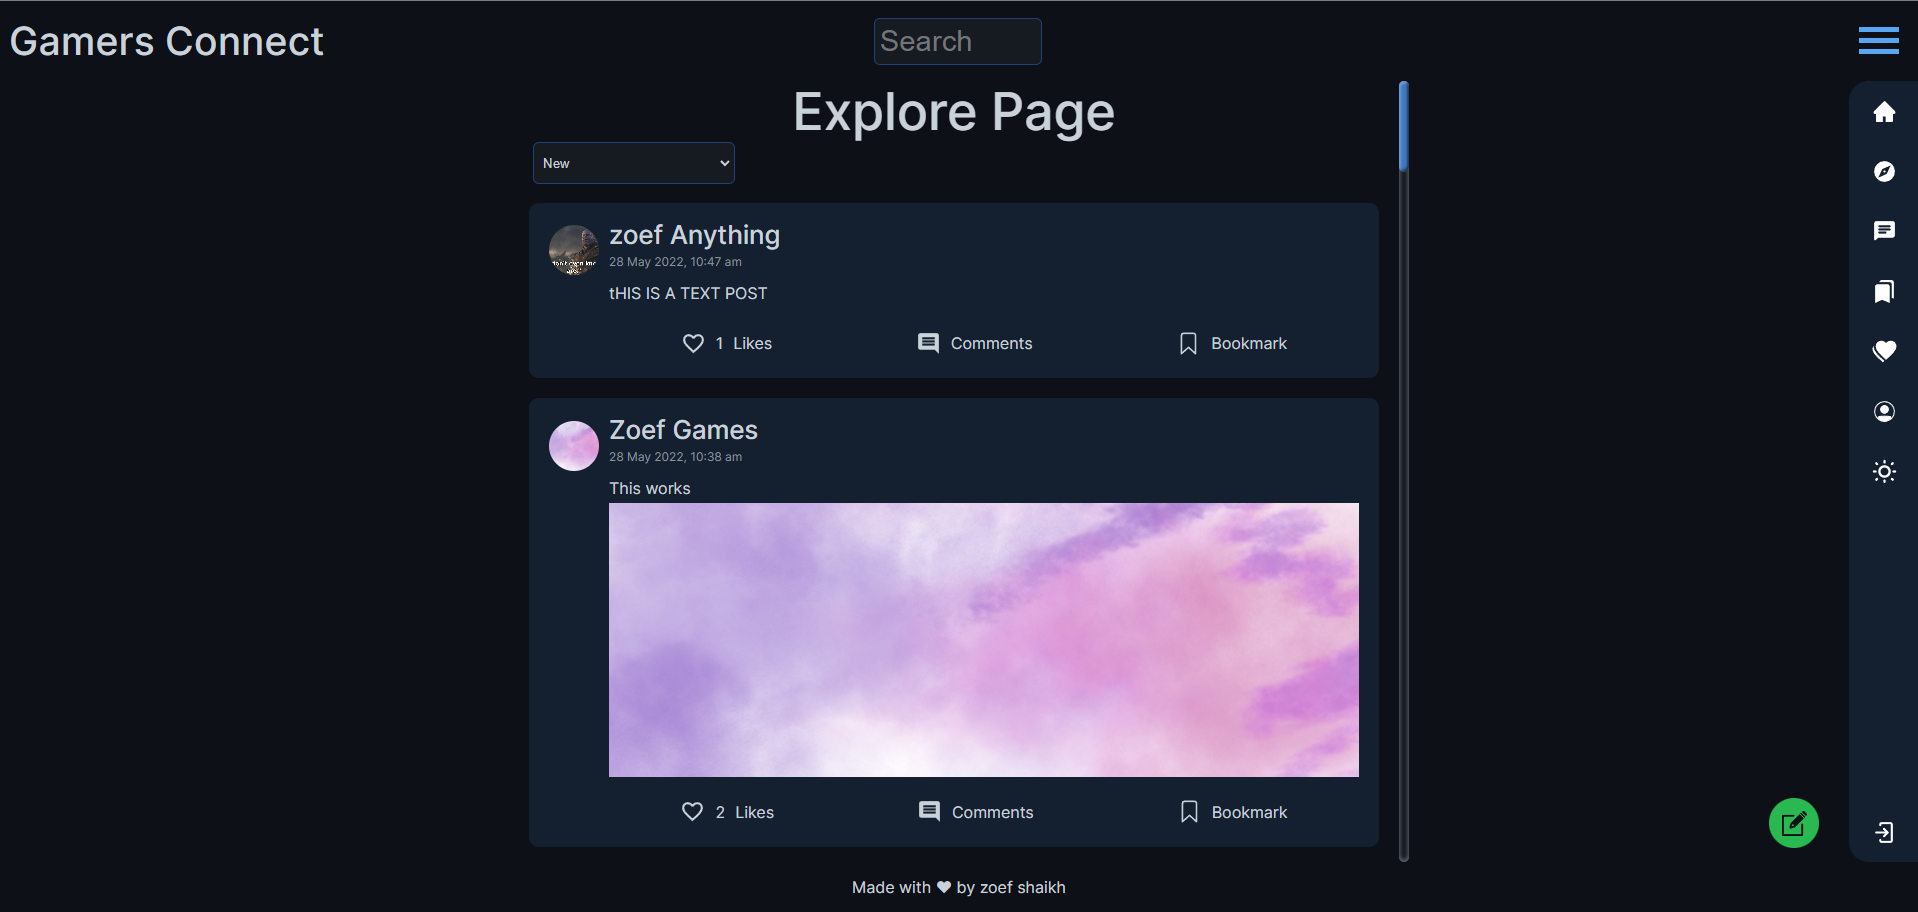 Gamers Connect
Search
Explore Page
New
zoef Anything
28 May 2022, 10:47 am
tHIS IS A TEXT POST
1 Likes Comments Bookmark
Zoef Games
28 May 2022, 10:38 am
This works
2 Likes Comments Bookmark
Made with ❤ by zoef shaikh